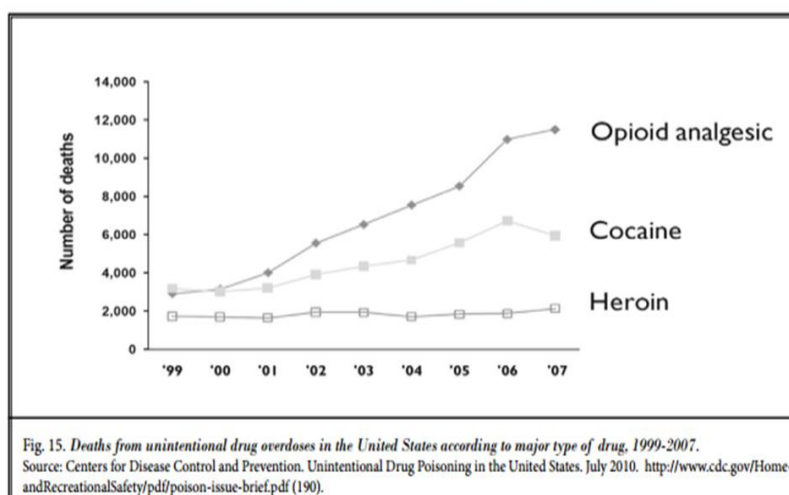 14,000
12,000
10,000
8,000
6,000
4,000
2,000
0
Number of deaths
Opioid analgesic
Cocaine
Heroin
'99 '00 '01 '02 '03 '04 '05 '06 '07
Fig. 15. Deaths from unintentional drug overdoses in the United States according to major type of drug, 1999-2007.
Source: Centers for Disease Control and Prevention. Unintentional Drug Poisoning in the United States. July 2010. http://www.cdc.gov/Home-
andRecreationalSafety/pdf/poison-issue-brief.pdf (190).